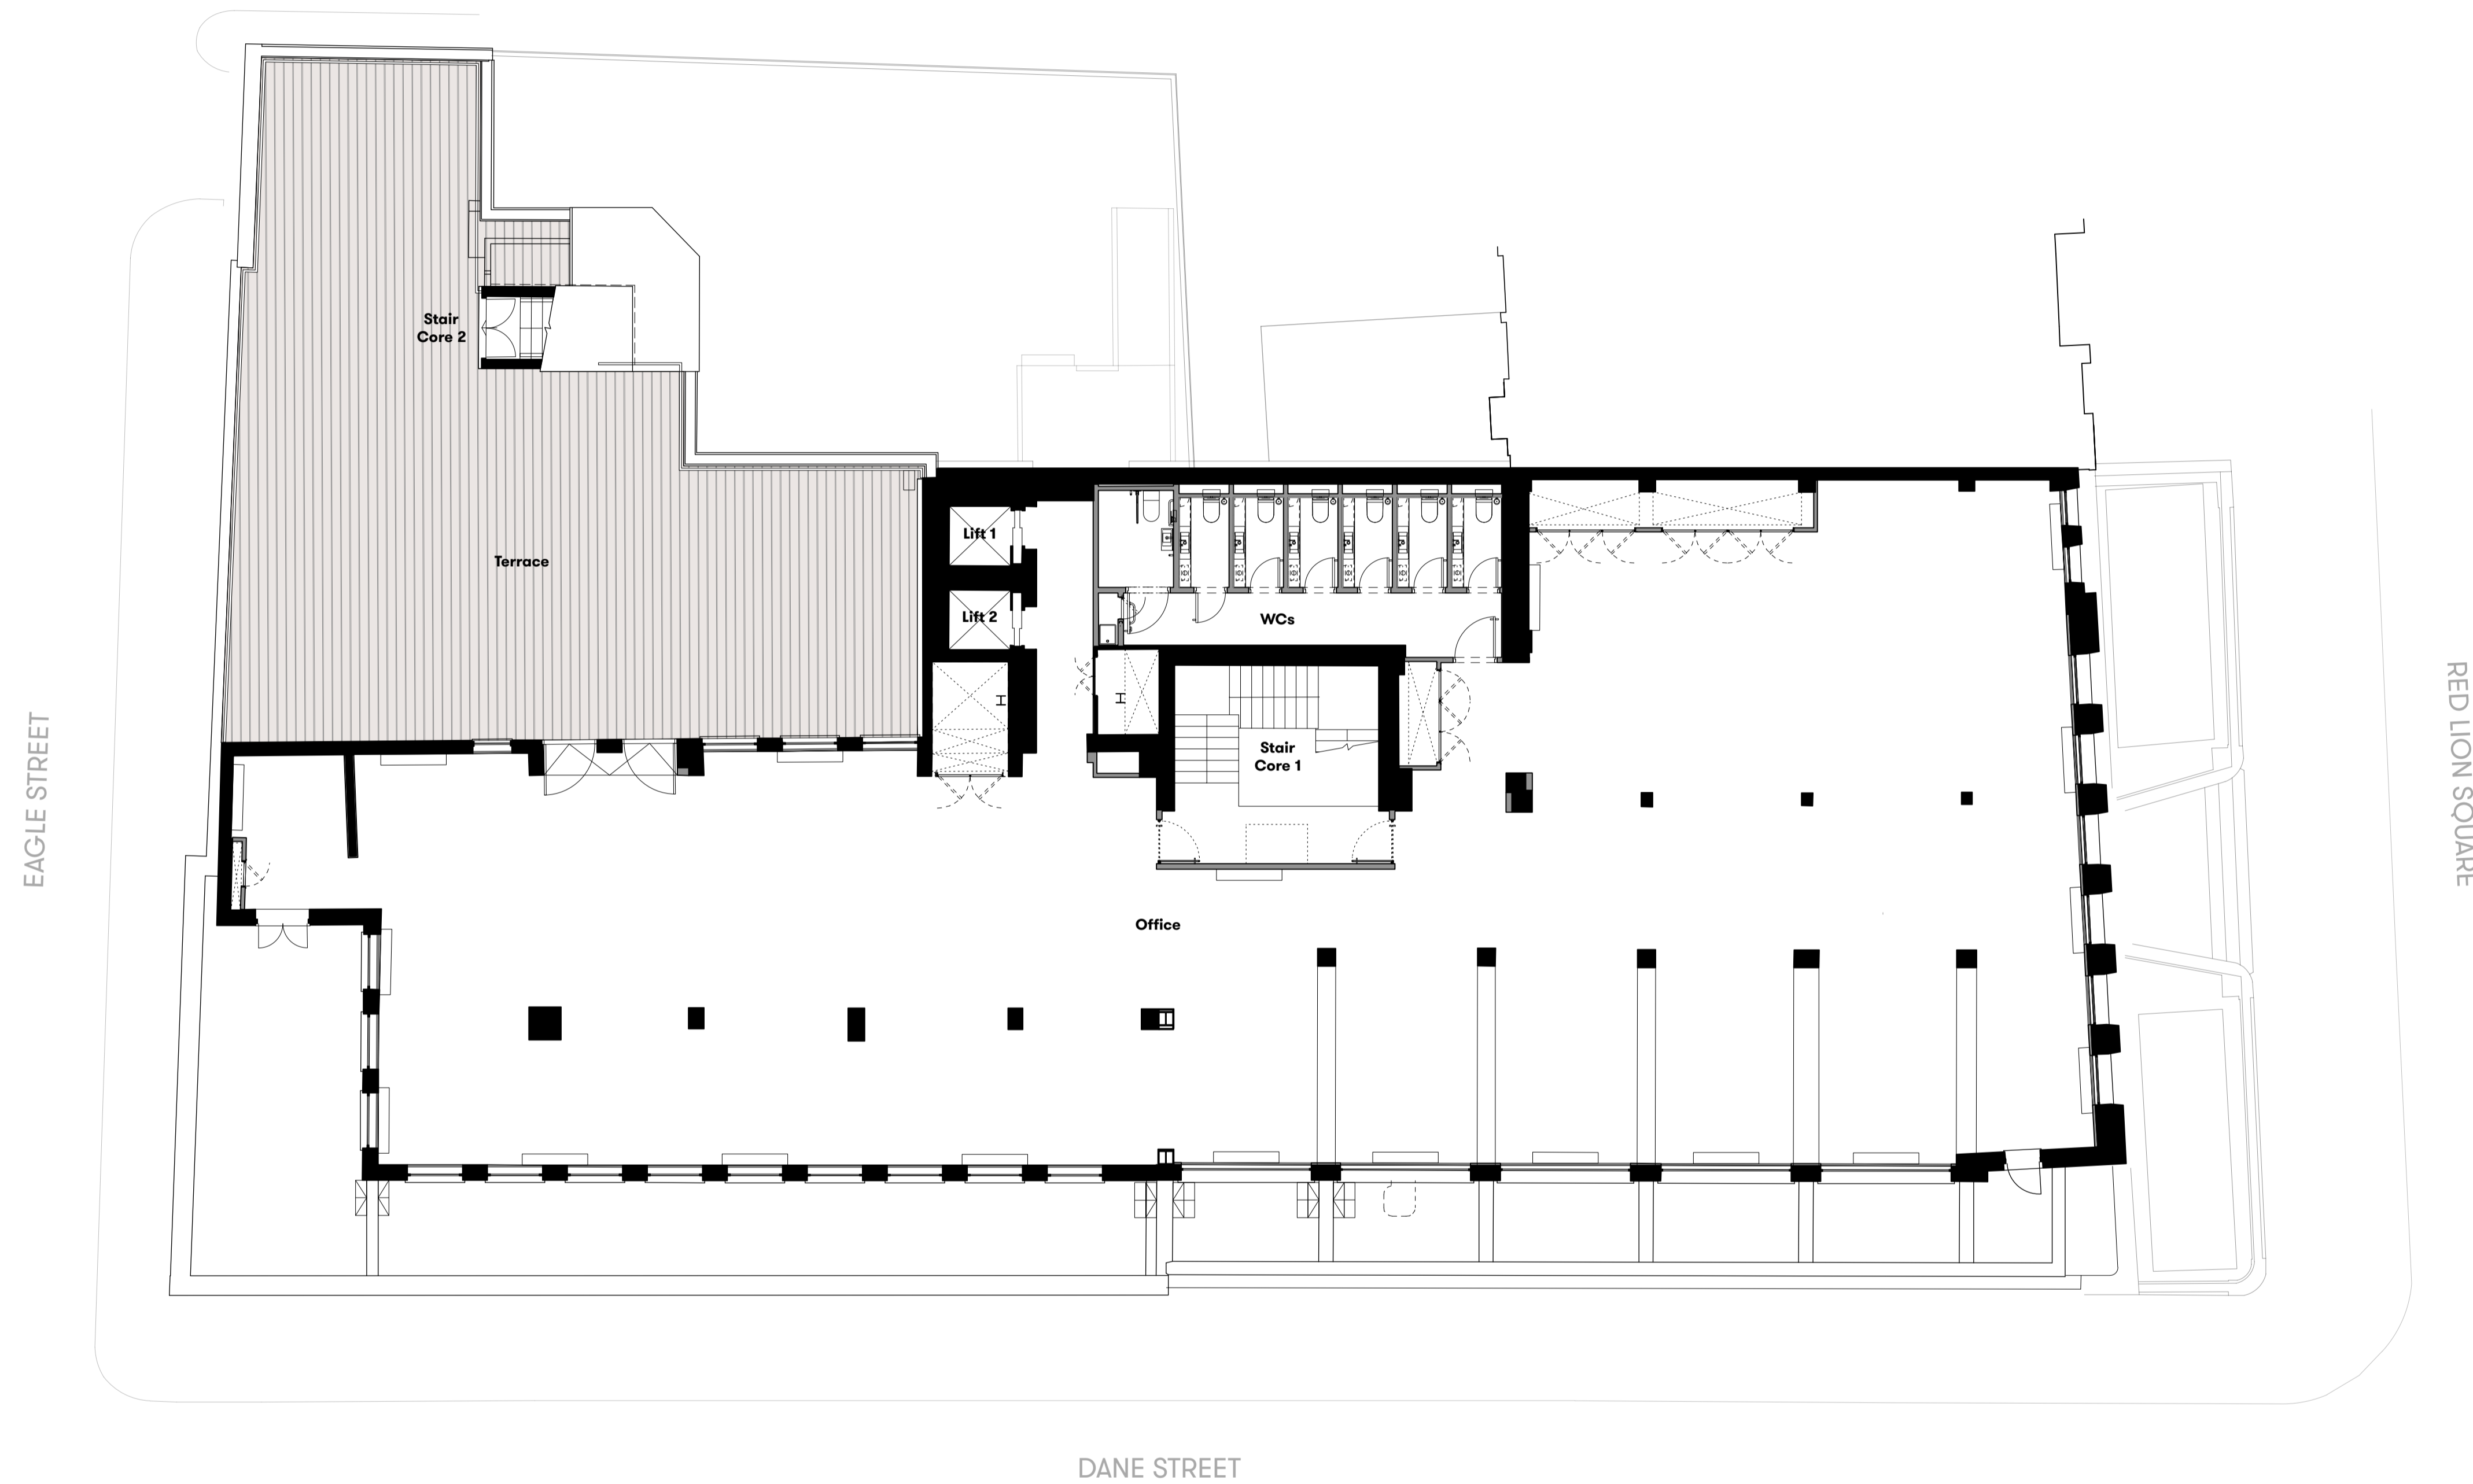 Stair
Core 2
Terrace
Lift 1
Lift 2
WCs
Stair
Core 1
Office
EAGLE STREET
RED LION SQUARE
DANE STREET